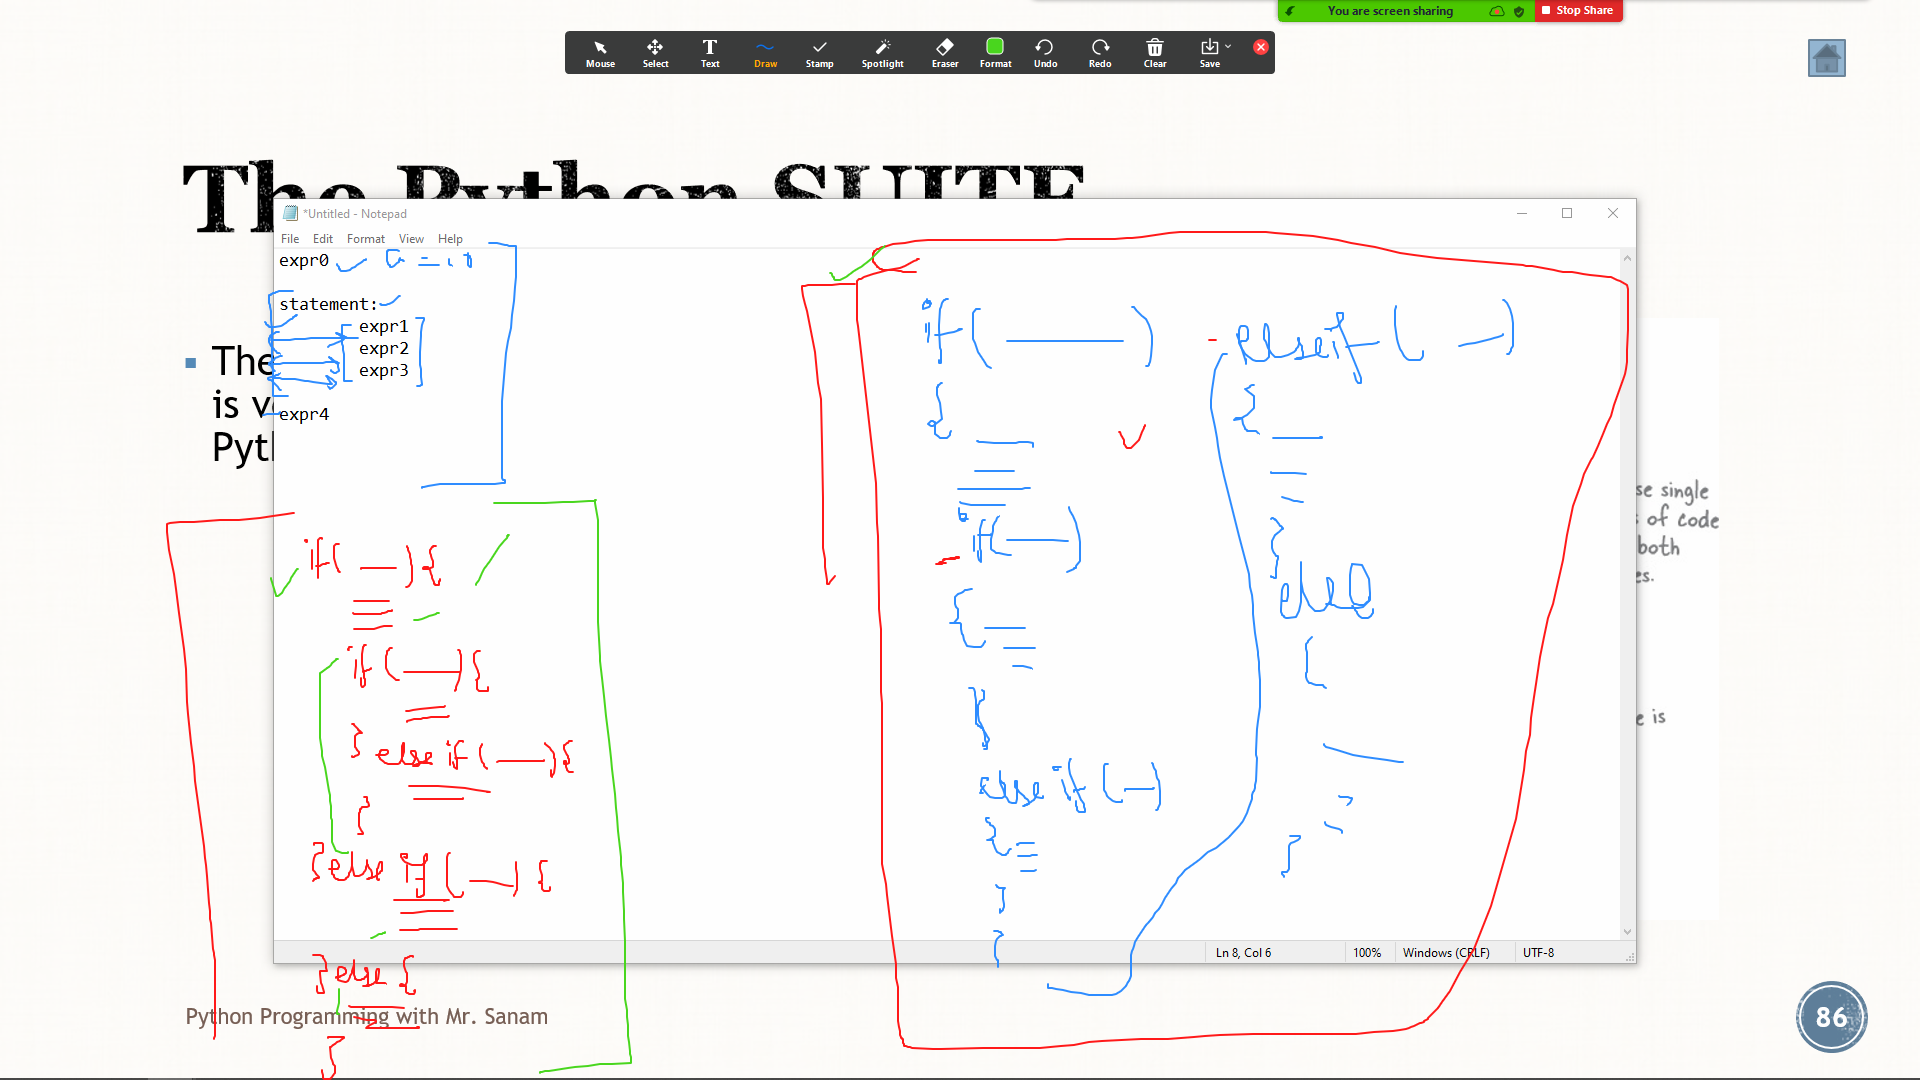 You are screen sharing Stop Share
Mouse Select Text Draw Stamp Spotlight Eraser Format Undo Redo Clear Save
The Python SUITE
*Untitled - Notepad
File Edit Format View Help
expr0
statement:
expr1
expr2
expr3
expr4
The
is
Pyt
if ( ) {
if ( ) {
} else if ( ) {
}
} else if ( ) {
} else {
}
if ( )
{
if ( )
{
}
else if ( )
{
}
{
else if ( )
{
}
else
{
}
}
se single
of code
both
es.
e is
Ln 8, Col 6 100% Windows (CRLF) UTF-8
Python Programming with Mr. Sanam
86